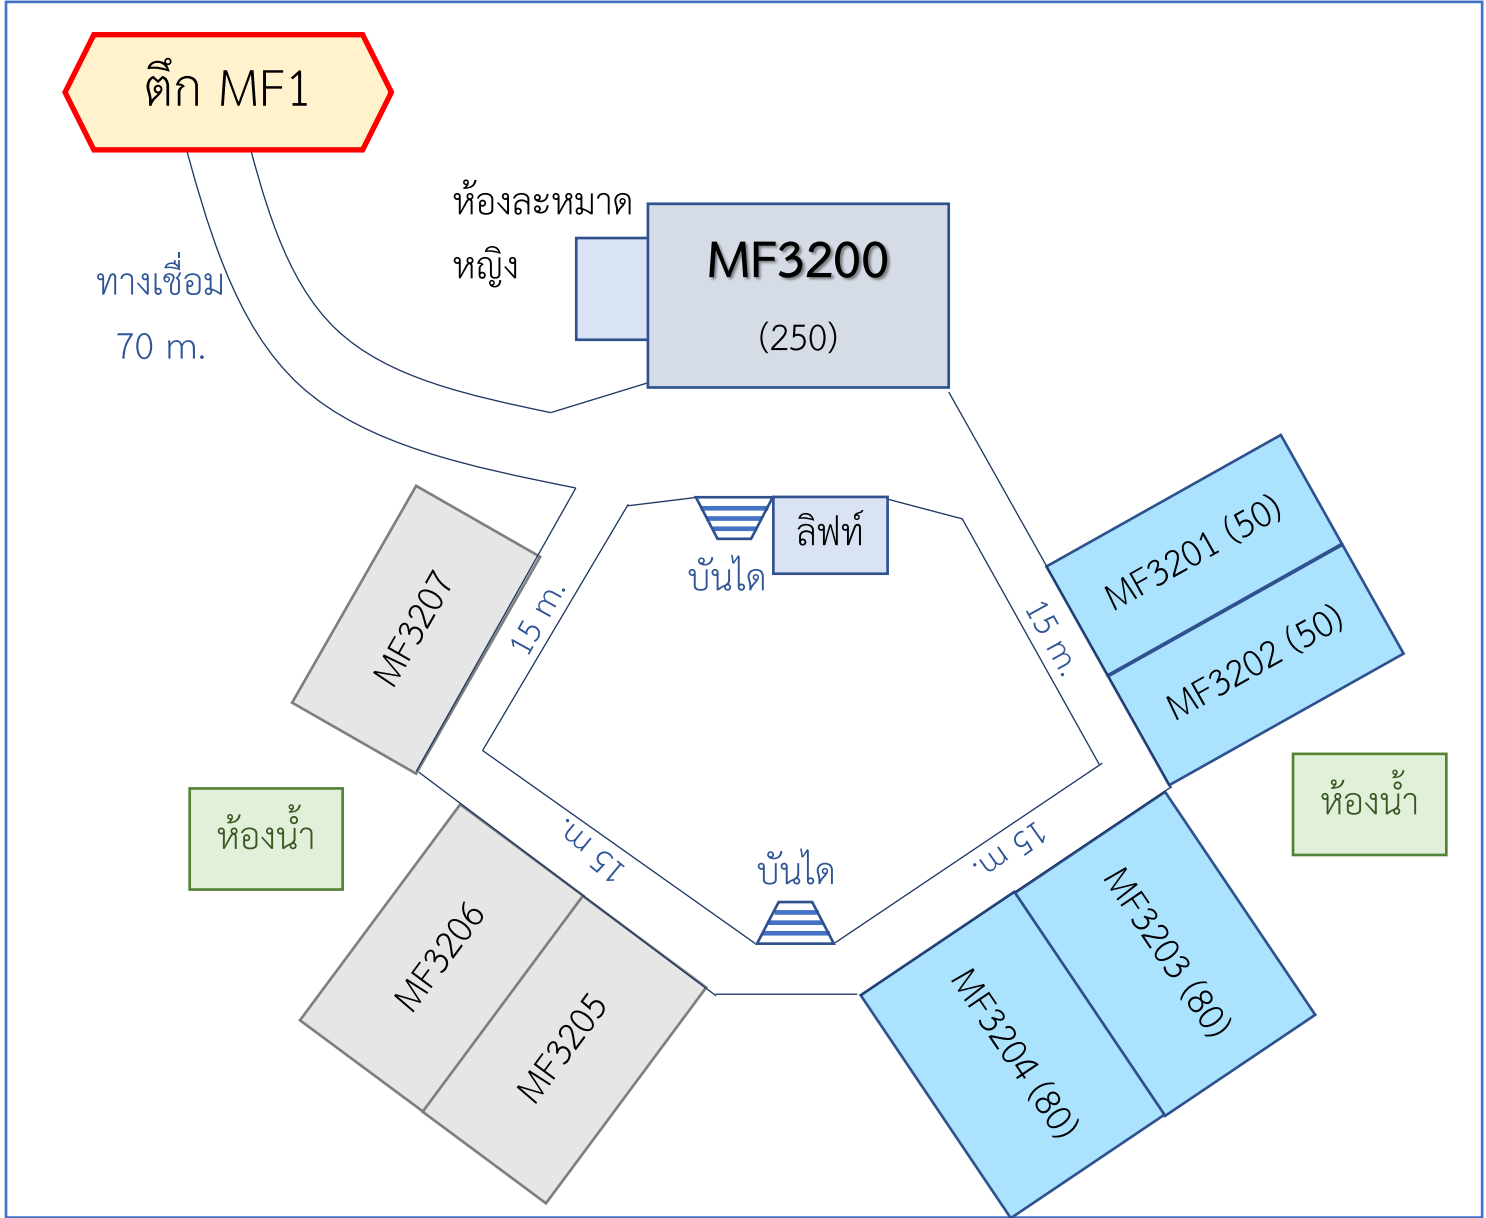 ตึก MF1
ห้องละหมาด
หญิง
MF3200
(250)
ทางเชื่อม
70 m.
ลิฟท์
บันได
MF3201 (50)
MF3202 (50)
MF3207
15 m.
15 m.
ห้องน้ำ
ห้องน้ำ
15 m.
15 m.
บันได
MF3206
MF3205
MF3203 (80)
MF3204 (80)